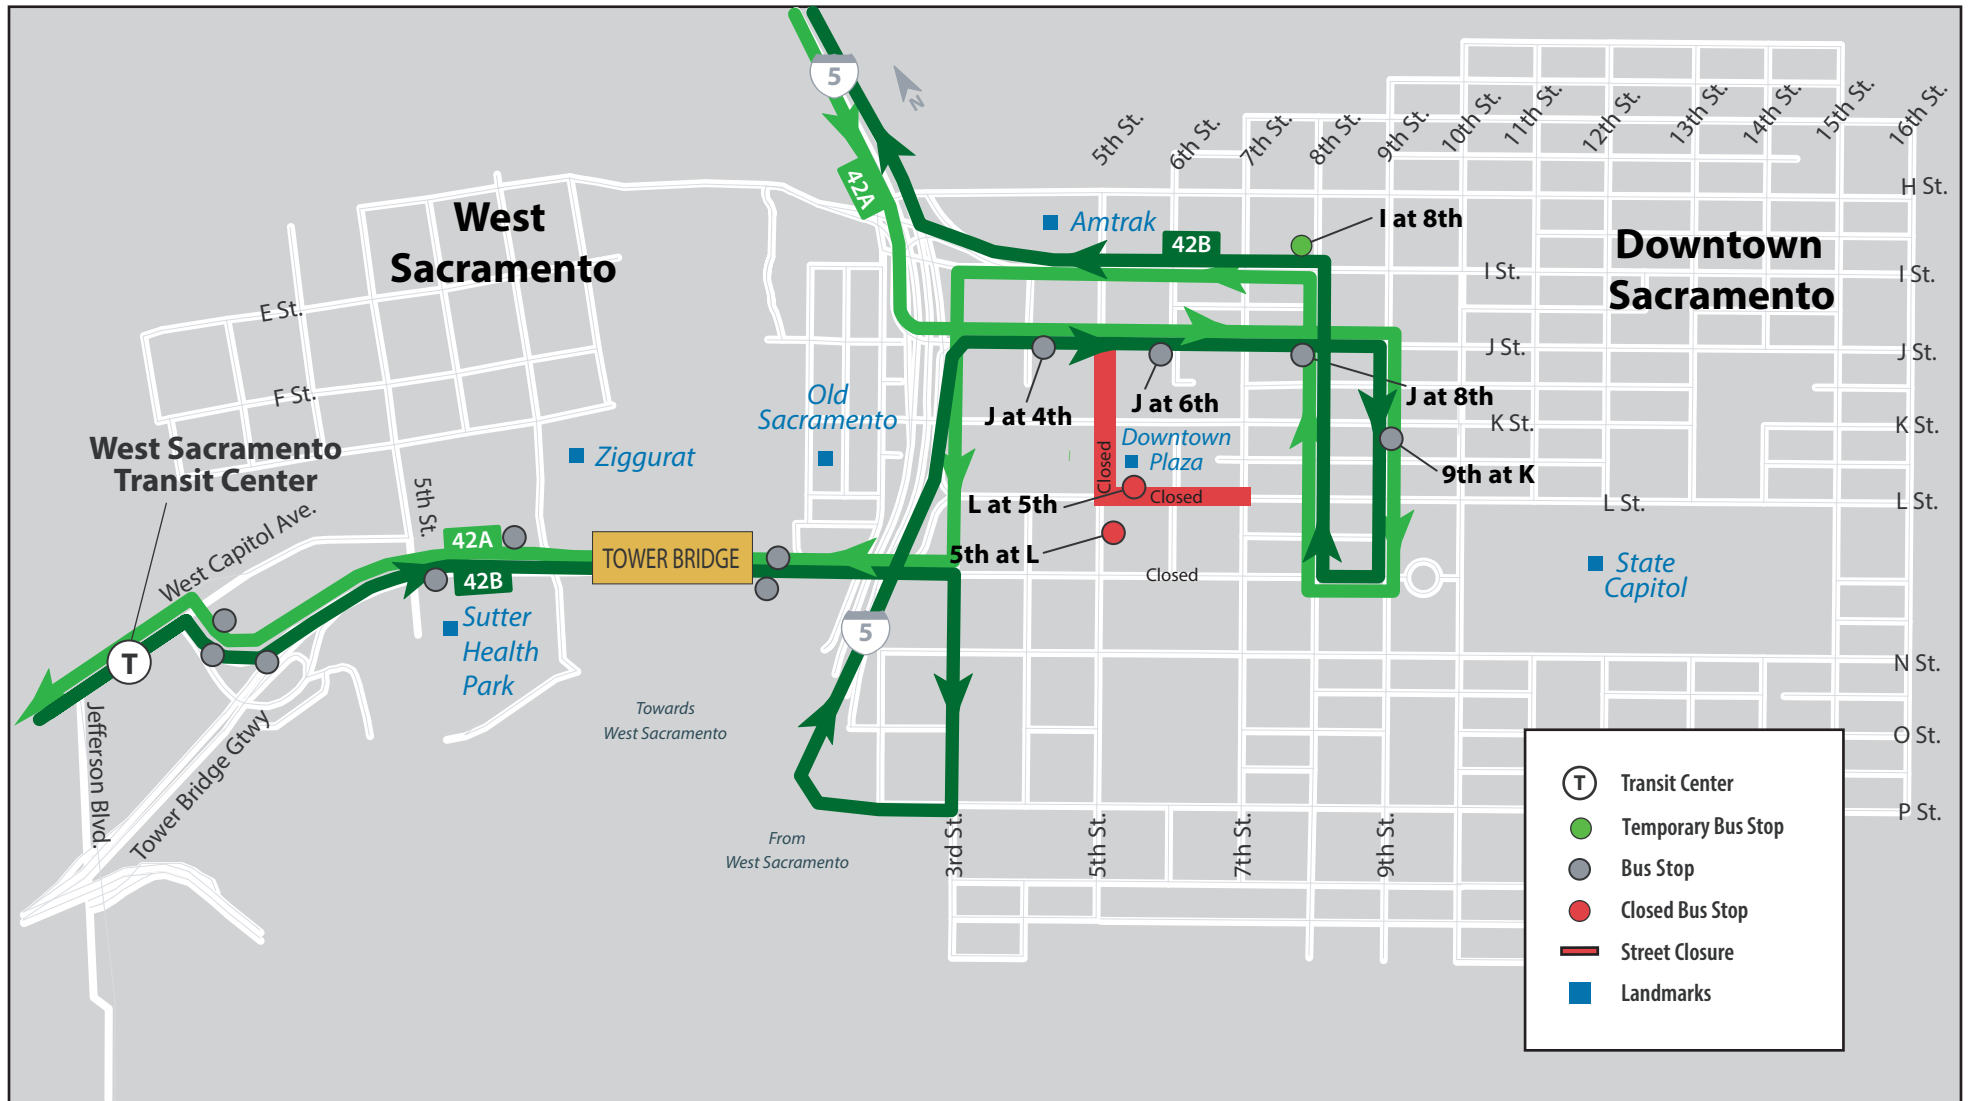 5
N
42A
5th St.
6th St.
7th St.
8th St.
9th St.
10th St.
11th St.
12th St.
13th St.
14th St.
15th St.
16th St.
H St.
West
Sacramento
Amtrak
42B
I at 8th
Downtown
Sacramento
I St.
I St.
E St.
F St.
J St.
J St.
Old
Sacramento
J at 4th
J at 6th
J at 8th
K St.
K St.
West Sacramento
Transit Center
Ziggurat
Downtown
Plaza
Closed
9th at K
L at 5th
Closed
L St.
L St.
5th St.
West Capitol Ave.
42A
TOWER BRIDGE
5th at L
Closed
State
Capitol
42B
Sutter
Health
Park
5
T
N St.
Towards
West Sacramento
O St.
Jefferson Blvd.
Tower Bridge Gtwy
From
West Sacramento
3rd St.
5th St.
7th St.
9th St.
P St.
T
Transit Center
Temporary Bus Stop
Bus Stop
Closed Bus Stop
Street Closure
Landmarks